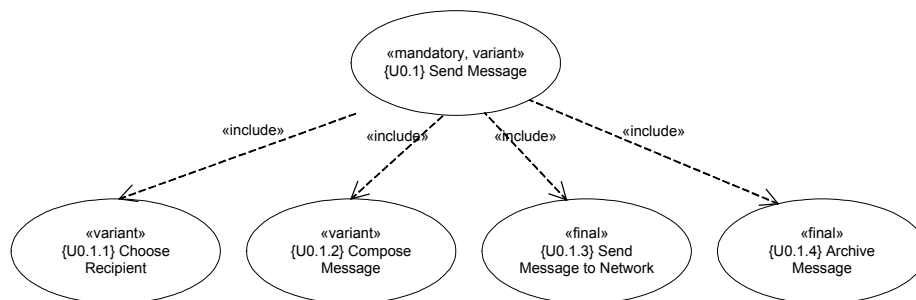 «mandatory, variant»
{U0.1} Send Message
«include»
«include»
«include»
«include»
«variant»
{U0.1.1} Choose
Recipient
«variant»
{U0.1.2} Compose
Message
«final»
{U0.1.3} Send
Message to Network
«final»
{U0.1.4} Archive
Message